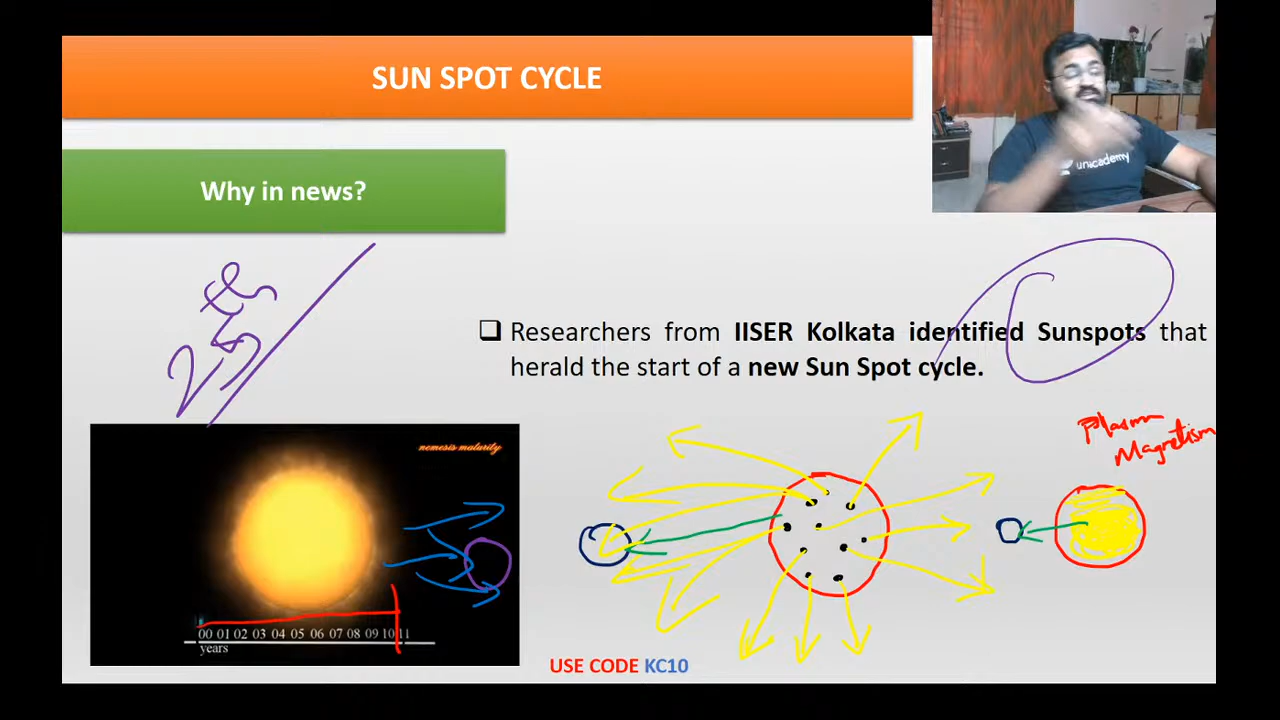 SUN SPOT CYCLE
unacademy
Why in news?
25th
Researchers from IISER Kolkata identified Sunspots that
herald the start of a new Sun Spot cycle.
nemesis maturity
Plasma
Magnetism
00 01 02 03 04 05 06 07 08 09 10 11
years
USE CODE KC10